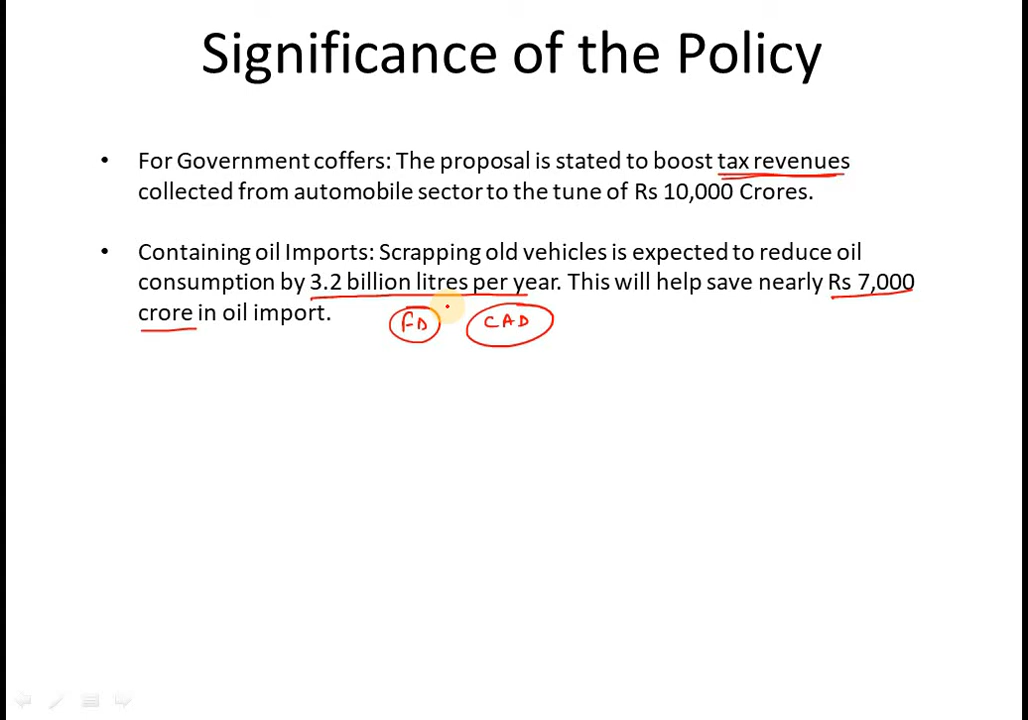 Significance of the Policy
• For Government coffers: The proposal is stated to boost tax revenues
collected from automobile sector to the tune of Rs 10,000 Crores.
• Containing oil Imports: Scrapping old vehicles is expected to reduce oil
consumption by 3.2 billion litres per year. This will help save nearly Rs 7,000
crore in oil import.
FD CAD